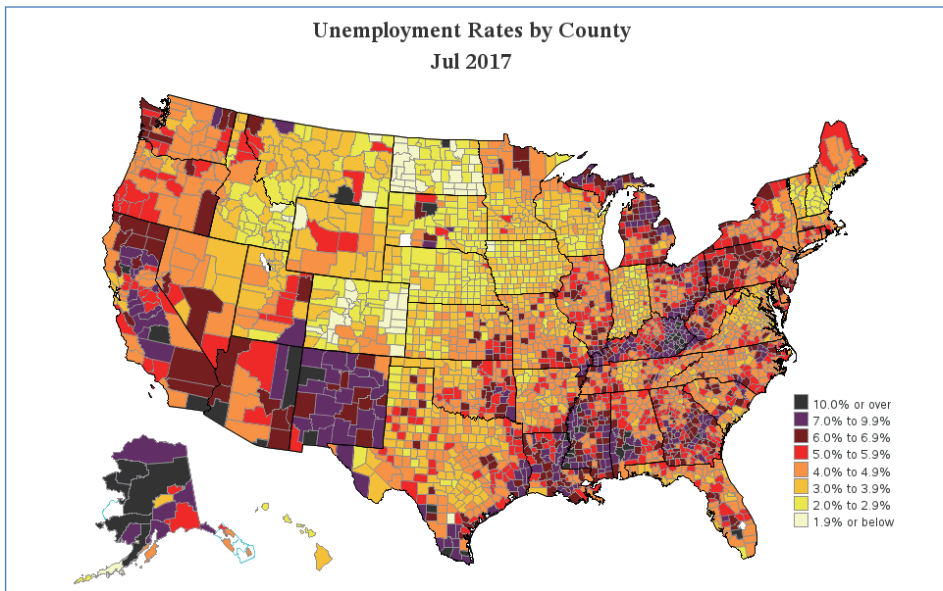 Unemployment Rates by County
Jul 2017
10.0% or over
7.0% to 9.9%
6.0% to 6.9%
5.0% to 5.9%
4.0% to 4.9%
3.0% to 3.9%
2.0% to 2.9%
1.9% or below